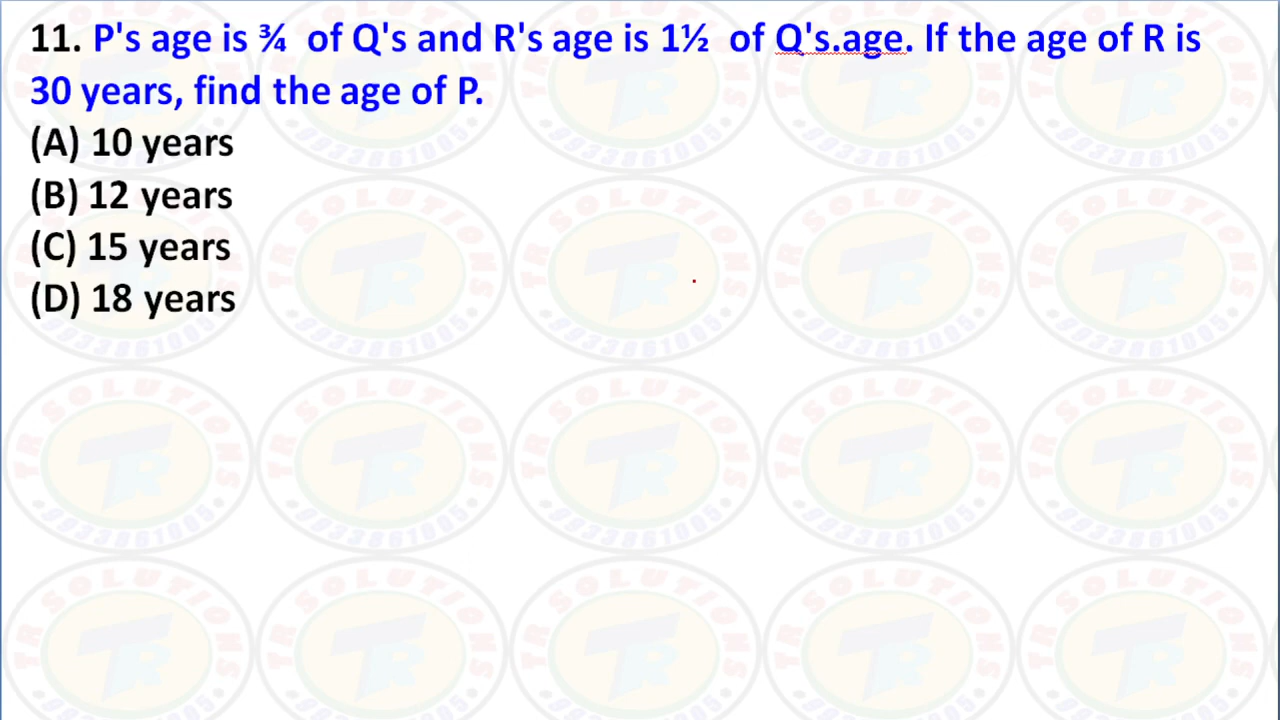 11. P's age is ¾ of Q's and R's age is 1½ of Q's.age. If the age of R is
30 years, find the age of P.
(A) 10 years
(B) 12 years
(C) 15 years
(D) 18 years